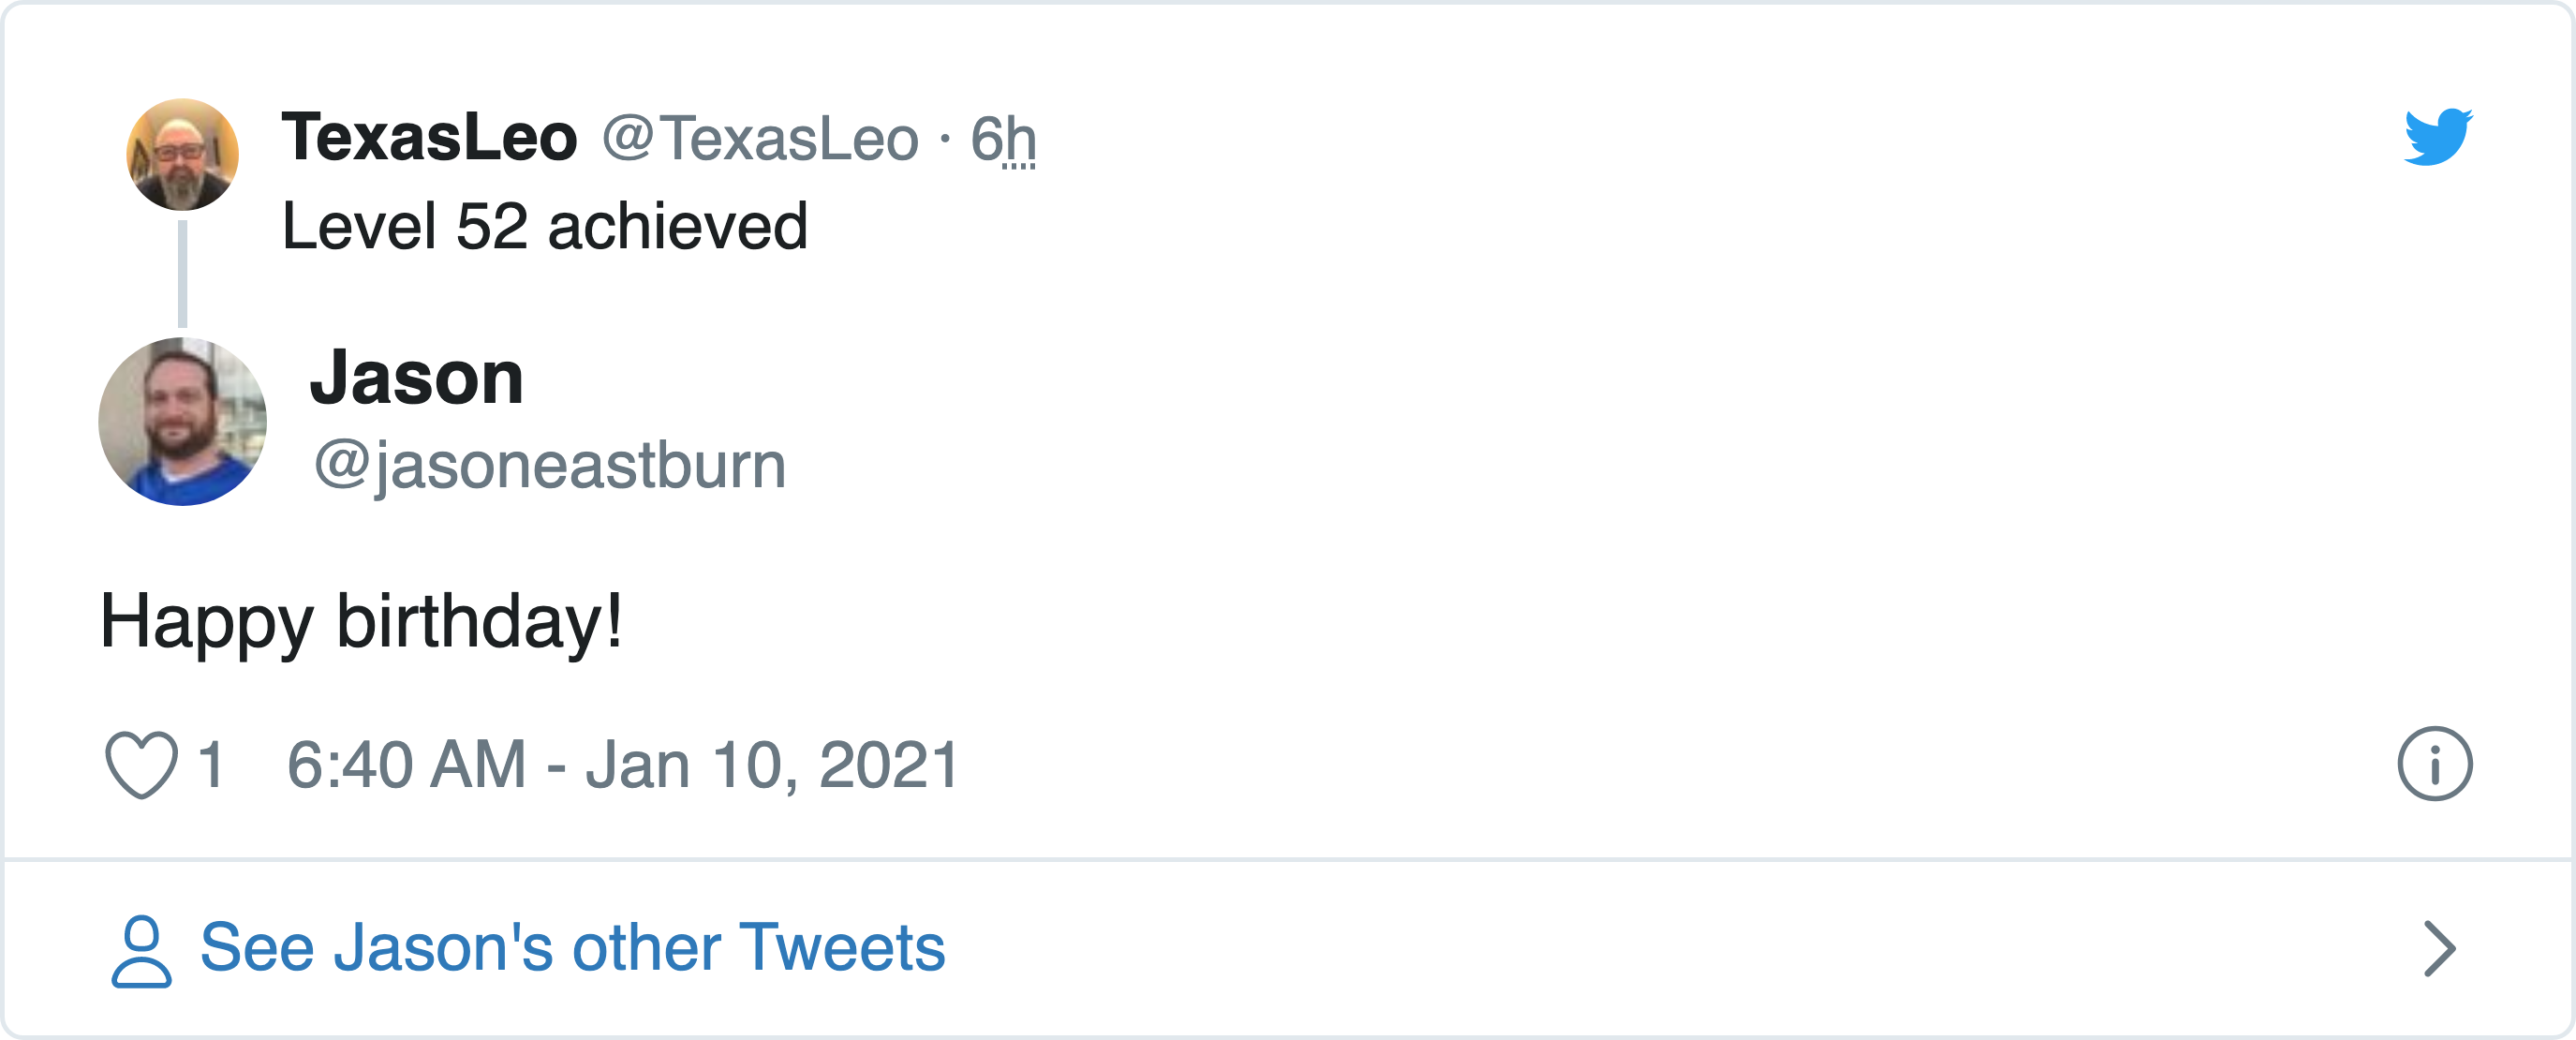 TexasLeo @TexasLeo · 6h
Level 52 achieved
Jason
@jasoneastburn
Happy birthday!
1 6:40 AM - Jan 10, 2021
See Jason's other Tweets